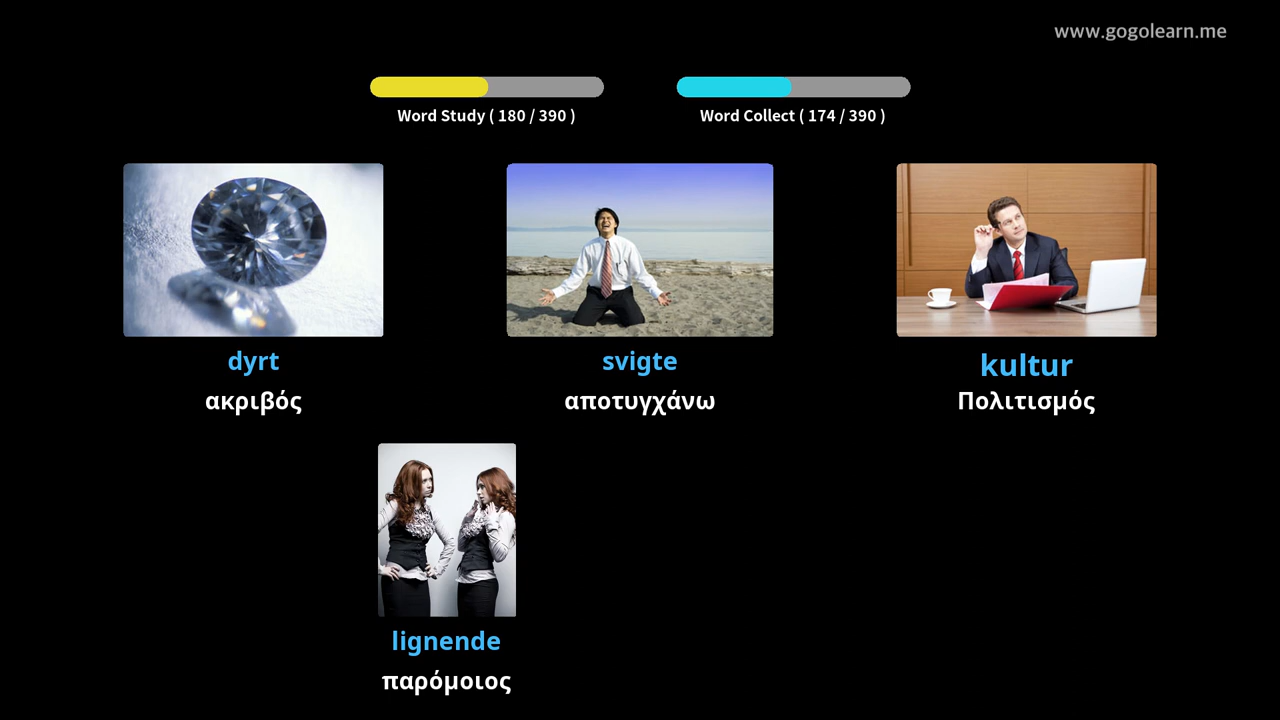 www.gogolearn.me
Word Study ( 180 / 390 )
Word Collect ( 174 / 390 )
dyrt
svigte
kultur
ακριβός
αποτυγχάνω
Πολιτισμός
lignende
παρόμοιος